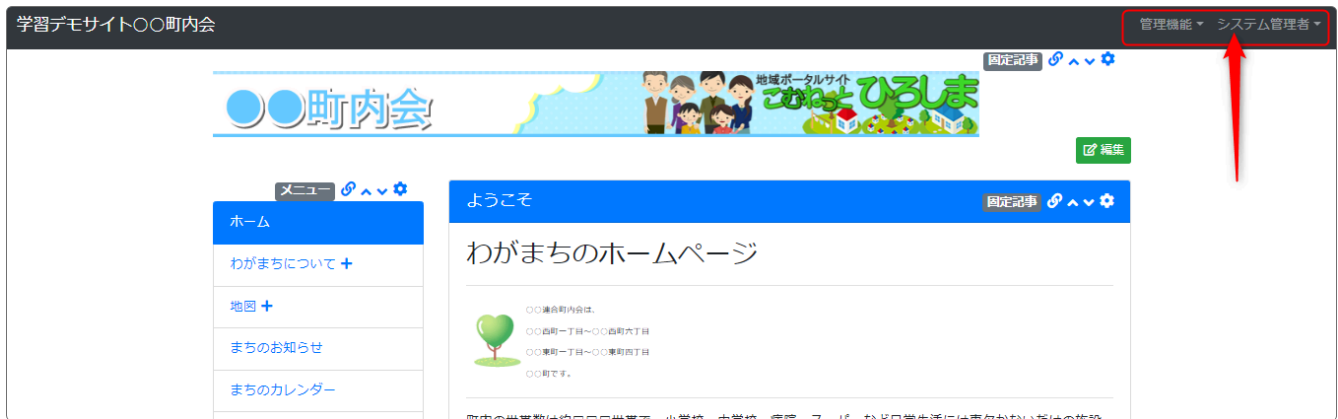 学習デモサイト〇〇町内会
管理機能
システム管理者
固定記事
●●町内会
地域ポータルサイト
こむねっと ひろしま
編集
メニュー
ホーム
わがまちについて
地図
まちのお知らせ
まちのカレンダー
ようこそ
固定記事
わがまちのホームページ
〇〇連合町内会は、
〇〇西町一丁目～〇〇西町六丁目
〇〇東町一丁目～〇〇東町四丁目
〇〇町です。